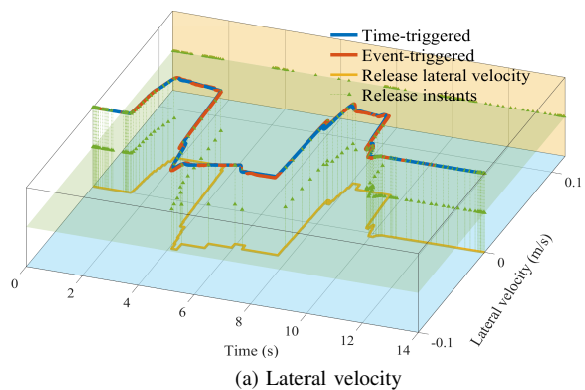 Time-triggered
Event-triggered
Release lateral velocity
Release instants
0.1
0
-0.1
Lateral velocity (m/s)
0
2
4
6
8
10
12
14
Time (s)
(a) Lateral velocity